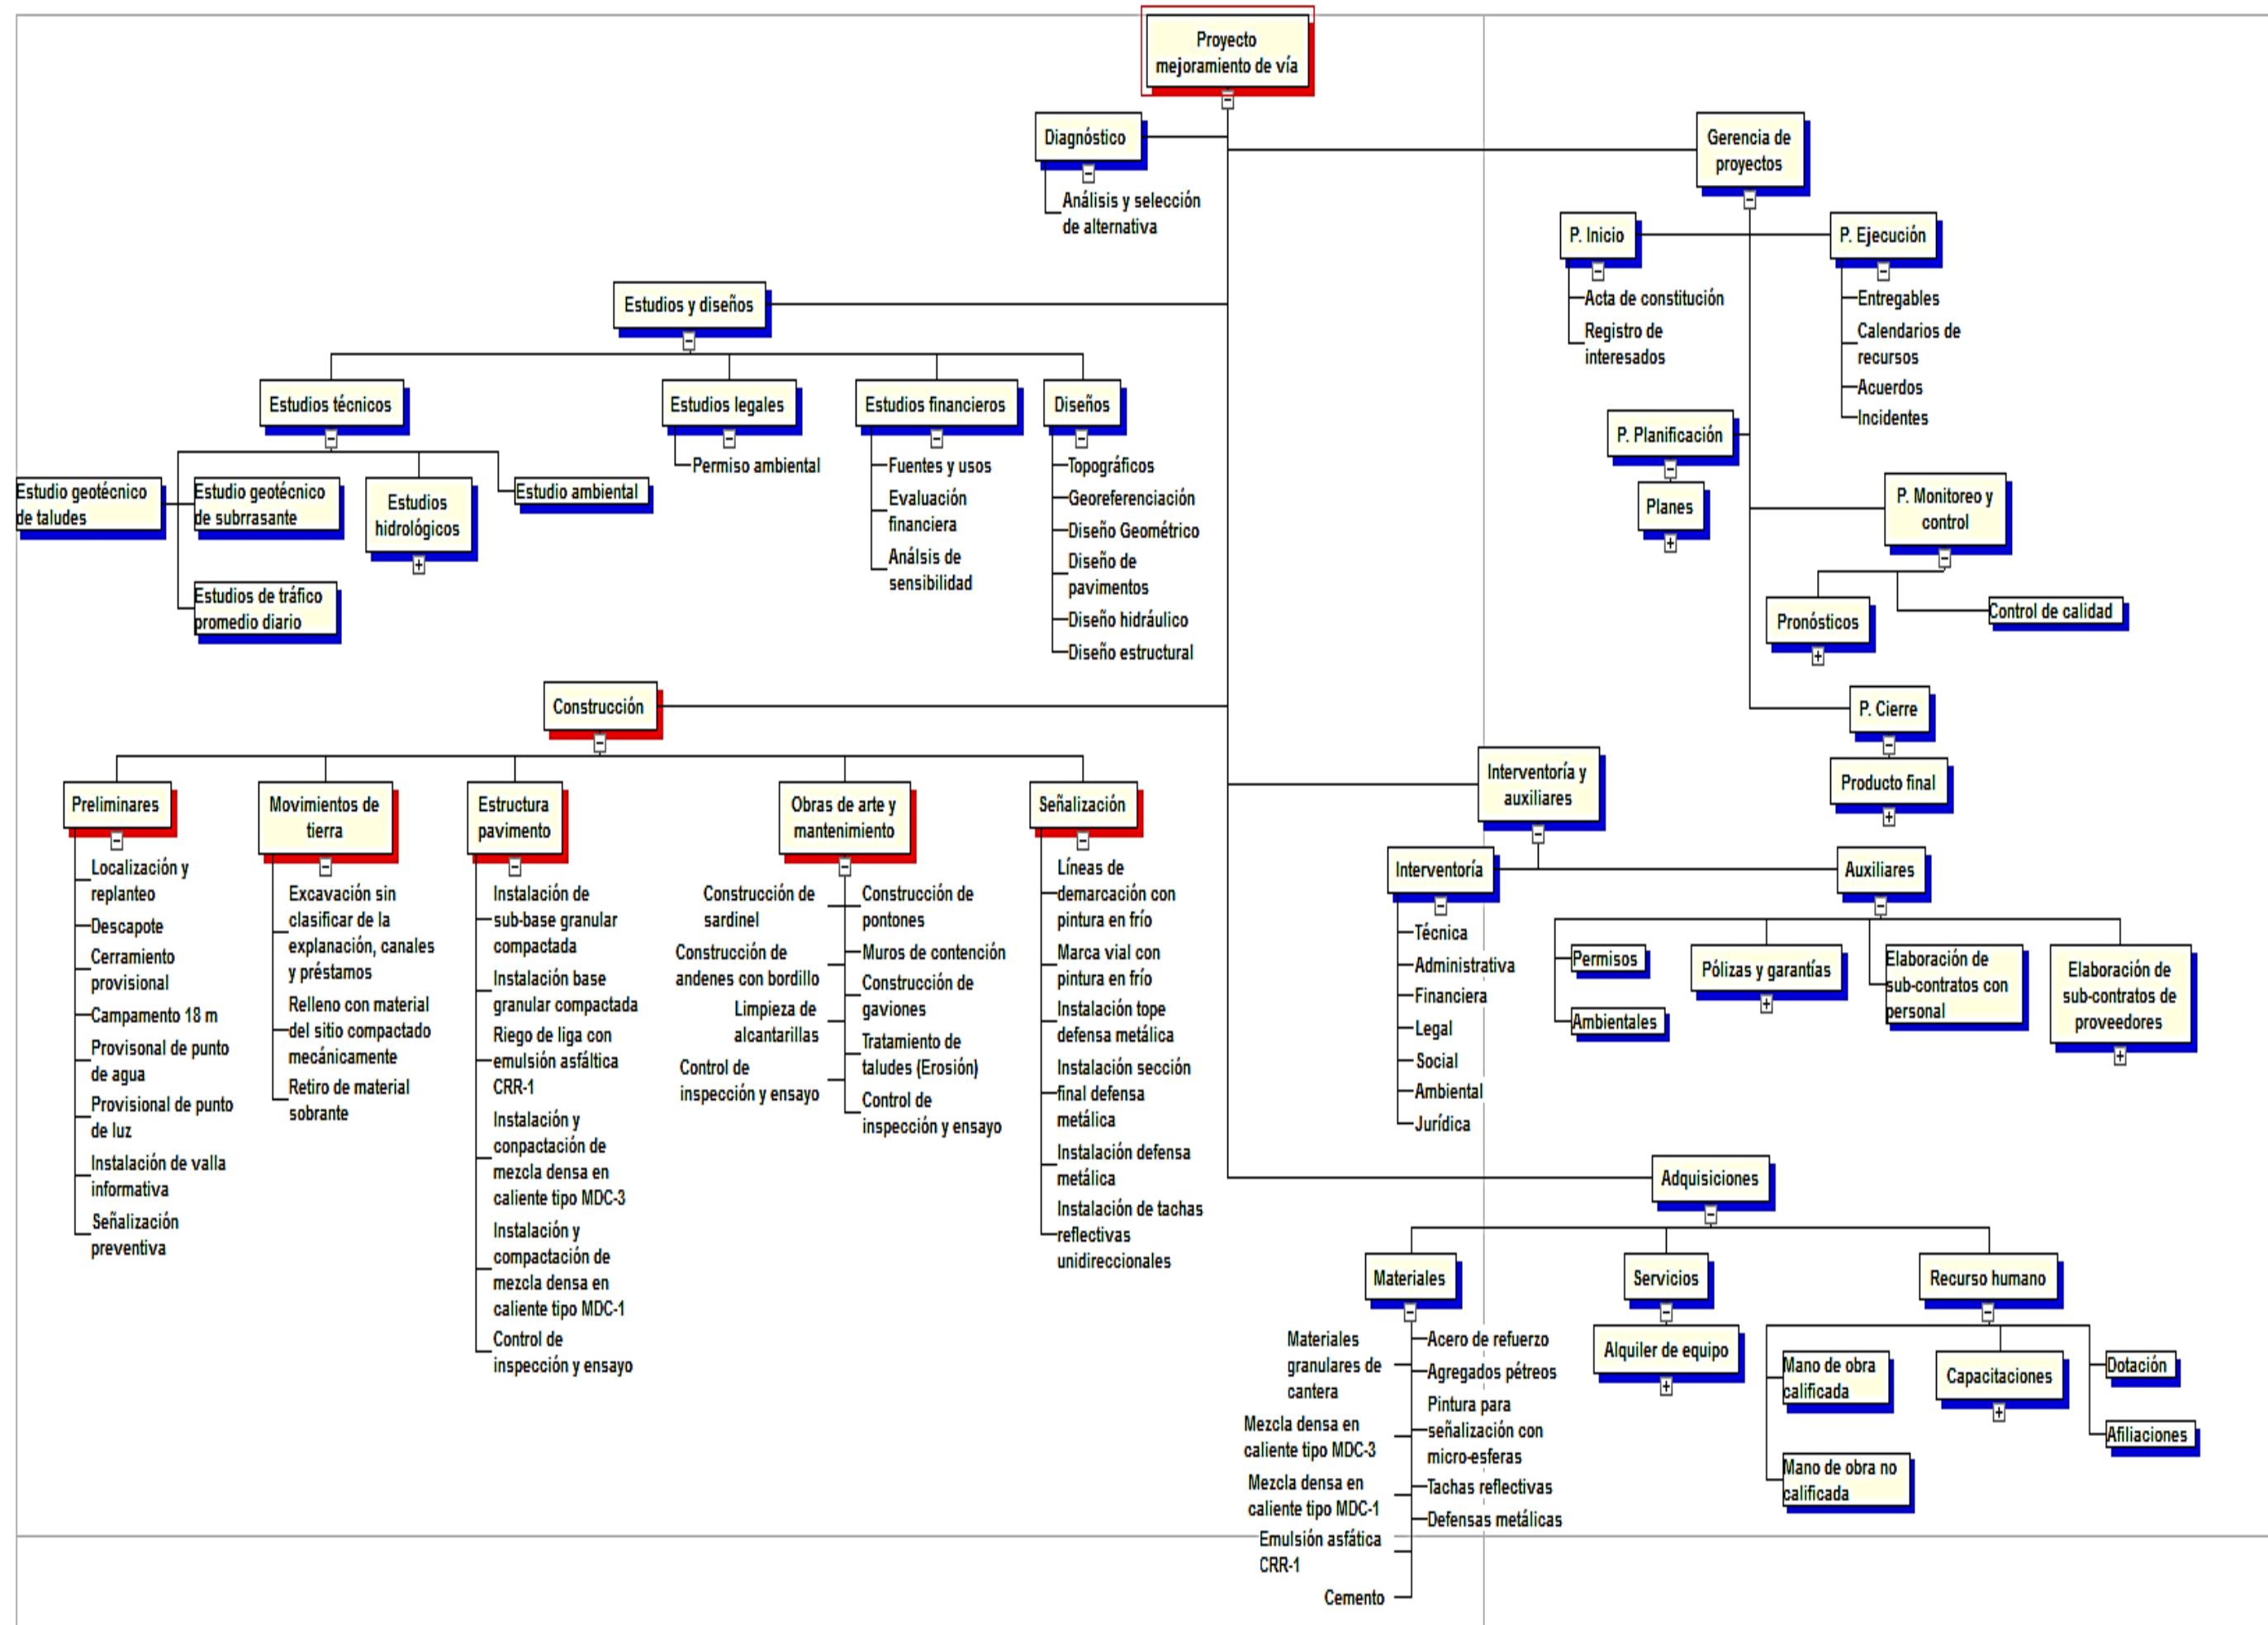 Proyecto
mejoramiento de vía
Diagnóstico
Análisis y selección
de alternativa
Gerencia de
proyectos
P. Inicio
Acta de constitución
Registro de
interesados
P. Ejecución
Entregables
Calendarios de
recursos
Acuerdos
Incidentes
P. Planificación
Planes
P. Monitoreo y
control
Pronósticos
Control de calidad
P. Cierre
Producto final
Estudios y diseños
Estudios técnicos
Estudio geotécnico
de taludes
Estudio geotécnico
de subrrasante
Estudios
hidrológicos
Estudio ambiental
Estudios de tráfico
promedio diario
Estudios legales
Permiso ambiental
Estudios financieros
Fuentes y usos
Evaluación
financiera
Análsis de
sensibilidad
Diseños
Topográficos
Georeferenciación
Diseño Geométrico
Diseño de
pavimentos
Diseño hidráulico
Diseño estructural
Construcción
Preliminares
Localización y
replanteo
Descapote
Cerramiento
provisional
Campamento 18 m
Provisonal de punto
de agua
Provisional de punto
de luz
Instalación de valla
informativa
Señalización
preventiva
Movimientos de
tierra
Excavación sin
clasificar de la
explanación, canales
y préstamos
Relleno con material
del sitio compactado
mecánicamente
Retiro de material
sobrante
Estructura
pavimento
Instalación de
sub-base granular
compactada
Instalación base
granular compactada
Riego de liga con
emulsión asfáltica
CRR-1
Instalación y
conpactación de
mezcla densa en
caliente tipo MDC-3
Instalación y
compactación de
mezcla densa en
caliente tipo MDC-1
Control de
inspección y ensayo
Obras de arte y
mantenimiento
Construcción de
sardinel
Construcción de
andenes con bordillo
Limpieza de
alcantarillas
Control de
inspección y ensayo
Construcción de
pontones
Muros de contención
Construcción de
gaviones
Tratamiento de
taludes (Erosión)
Control de
inspección y ensayo
Señalización
Líneas de
demarcación con
pintura en frío
Marca vial con
pintura en frío
Instalación tope
defensa metálica
Instalación sección
final defensa
metálica
Instalación defensa
metálica
Instalación de tachas
reflectivas
unidireccionales
Interventoría y
auxiliares
Interventoría
Técnica
Administrativa
Financiera
Legal
Social
Ambiental
Jurídica
Auxiliares
Permisos
Ambientales
Pólizas y garantías
Elaboración de
sub-contratos con
personal
Elaboración de
sub-contratos de
proveedores
Adquisiciones
Materiales
Materiales
granulares de
cantera
Mezcla densa en
caliente tipo MDC-3
Mezcla densa en
caliente tipo MDC-1
Emulsión asfática
CRR-1
Cemento
Acero de refuerzo
Agregados pétreos
Pintura para
señalización con
micro-esferas
Tachas reflectivas
Defensas metálicas
Servicios
Alquiler de equipo
Recurso humano
Mano de obra
calificada
Mano de obra no
calificada
Capacitaciones
Dotación
Afiliaciones